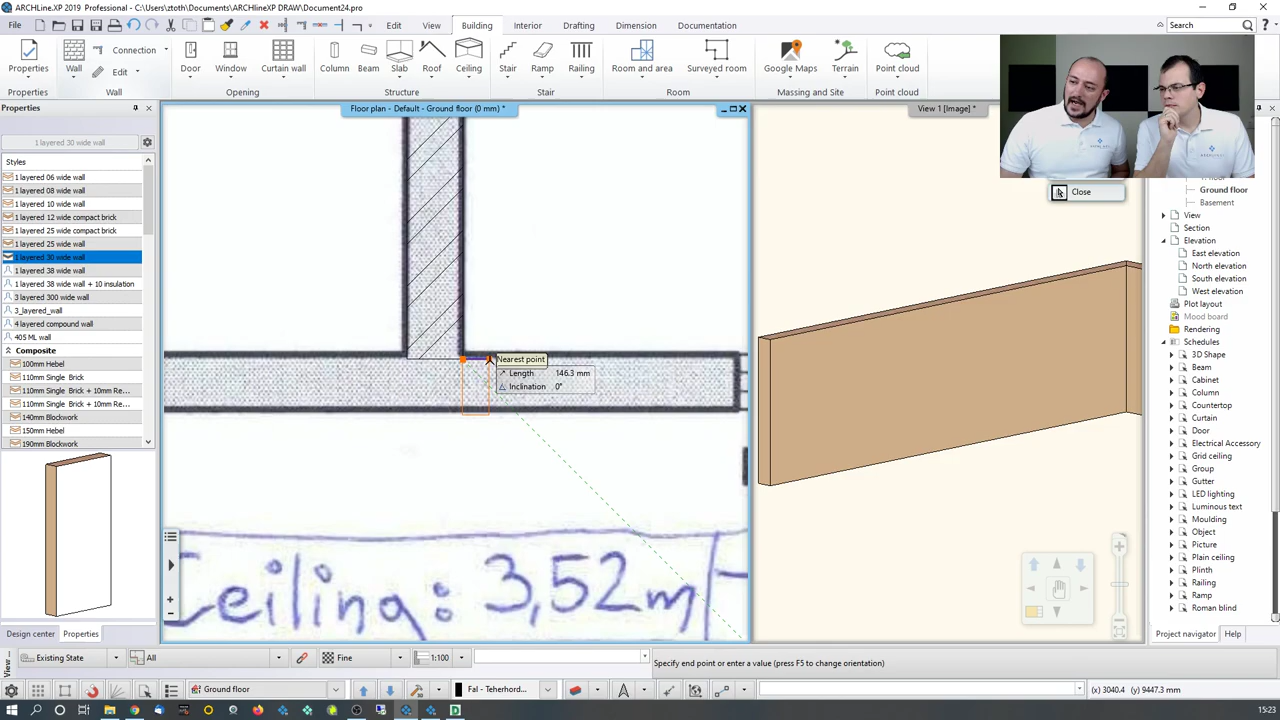 ARCHline.XP 2019 Professional - C:\Users\ztoth\Documents\ARCHlineXP DRAW\Document24.pro
Edit View Building Interior Drafting Dimension Documentation Search
Properties Wall Connection Edit Door Window Curtain wall Column Beam Slab Roof Ceiling Stair Ramp Railing Room and area Surveyed room Google Maps Terrain Point cloud
Properties Wall Opening Structure Stair Room Massing and Site Point cloud
Properties
1 layered 30 wide wall
Styles
1 layered 06 wide wall
1 layered 08 wide wall
1 layered 10 wide wall
1 layered 12 wide compact brick
1 layered 25 wide compact brick
1 layered 25 wide wall
1 layered 30 wide wall
1 layered 38 wide wall
1 layered 38 wide wall + 10 insulation
3 layered 300 wide wall
3_layered_wall
4 layered compound wall
405 ML wall
Composite
100mm Hebel
110mm Single Brick
110mm Single Brick + 10mm Re...
110mm Single Brick + 10mm Re...
140mm Blockwork
150mm Hebel
190mm Blockwork
Design center Properties
Floor plan - Default - Ground floor (0 mm) *
Nearest point
Length 146.3 mm
Inclination 0°
Ceiling: 3,52m
View 1 [Image] *
Close
Ground floor
Basement
View
Section
Elevation
East elevation
North elevation
South elevation
West elevation
Plot layout
Mood board
Rendering
Schedules
3D Shape
Beam
Cabinet
Column
Countertop
Curtain
Door
Electrical Accessory
Grid ceiling
Group
Gutter
LED lighting
Luminous text
Moulding
Object
Picture
Plain ceiling
Plinth
Railing
Ramp
Roman blind
Project navigator Help
View
Existing State All Fine 1:100 Specify end point or enter a value (press F5 to change orientation)
Ground floor Fal - Teherhord... (x) 3040.4 (y) 9447.3 mm
15:23